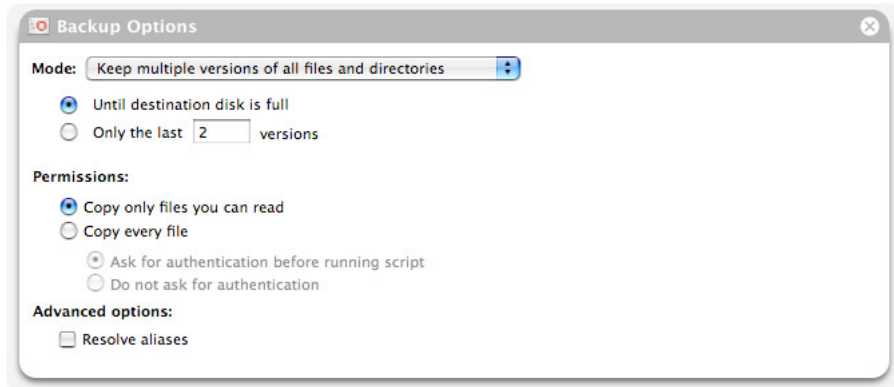 Backup Options
Mode: Keep multiple versions of all files and directories
Until destination disk is full
Only the last 2 versions
Permissions:
Copy only files you can read
Copy every file
Ask for authentication before running script
Do not ask for authentication
Advanced options:
Resolve aliases